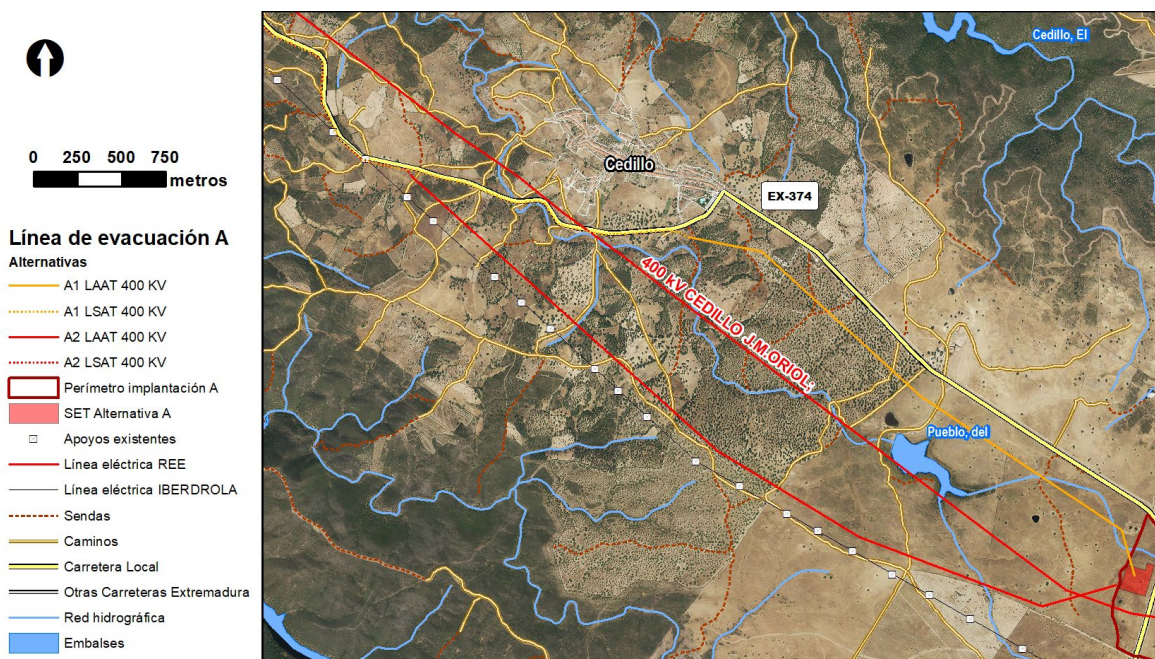 0 250 500 750
metros
Línea de evacuación A
Alternativas
A1 LAAT 400 KV
A1 LSAT 400 KV
A2 LAAT 400 KV
A2 LSAT 400 KV
Perímetro implantación A
SET Alternativa A
Apoyos existentes
Línea eléctrica REE
Línea eléctrica IBERDROLA
Sendas
Caminos
Carretera Local
Otras Carreteras Extremadura
Red hidrográfica
Embalses
Cedillo, El
Cedillo
EX-374
400 kV CEDILLO J.M.ORIOL;
Pueblo, del